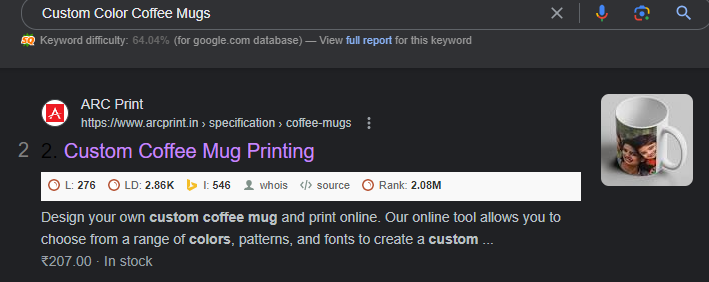 Custom Color Coffee Mugs
Keyword difficulty: 64.04% (for google.com database) — View full report for this keyword
ARC Print
https://www.arcprint.in › specification › coffee-mugs
2 2. Custom Coffee Mug Printing
L: 276 LD: 2.86K I: 546 whois source Rank: 2.08M
Design your own custom coffee mug and print online. Our online tool allows you to
choose from a range of colors, patterns, and fonts to create a custom ...
₹207.00 · In stock